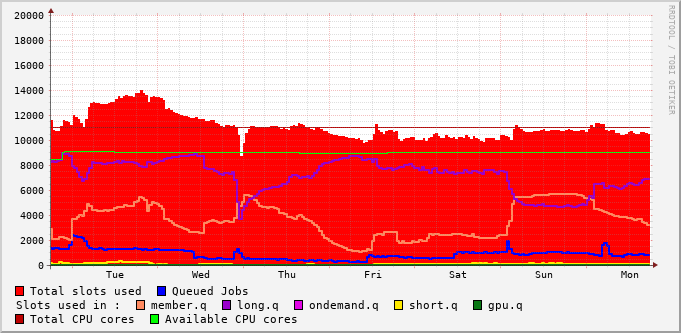 RRDTOOL / TOBI OETIKER
20000
18000
16000
14000
12000
10000
8000
6000
4000
2000
0
Tue Wed Thu Fri Sat Sun Mon
Total slots used Queued Jobs
Slots used in : member.q long.q ondemand.q short.q gpu.q
Total CPU cores Available CPU cores